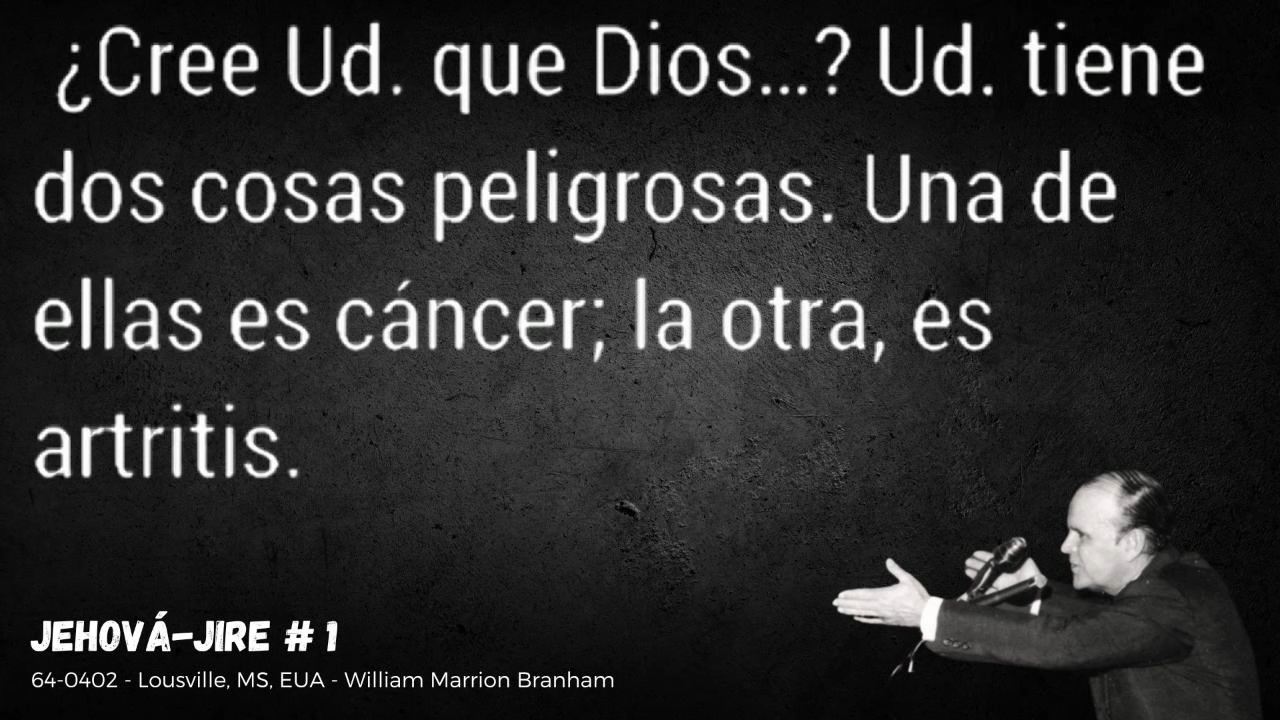 ¿Cree Ud. que Dios...? Ud. tiene
dos cosas peligrosas. Una de
ellas es cáncer; la otra, es
artritis.
JEHOVÁ-JIRE # 1
64-0402 - Lousville, MS, EUA - William Marrion Branham